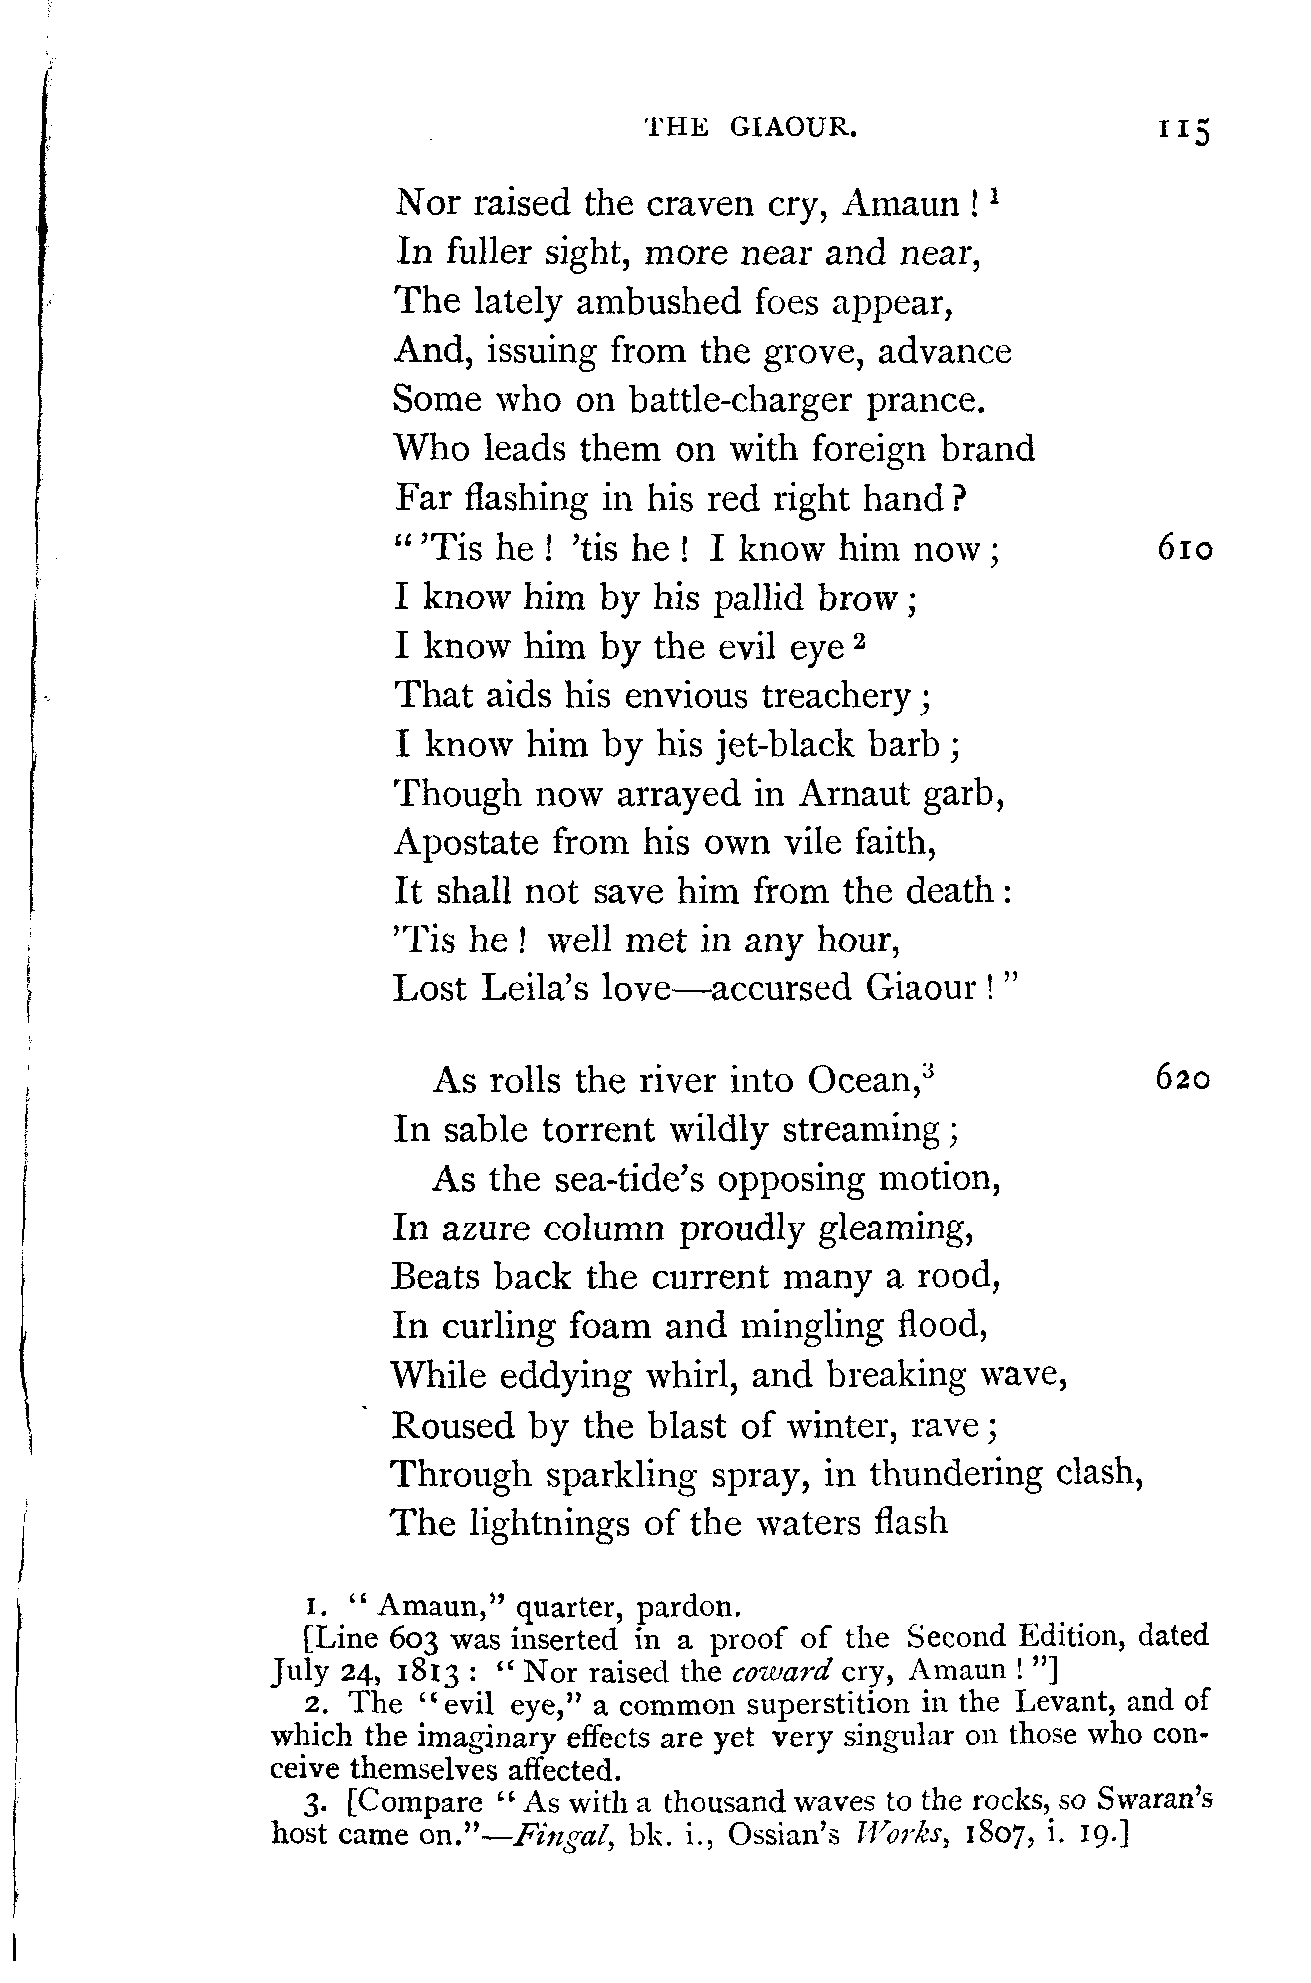 THE GIAOUR. 115
Nor raised the craven cry, Amaun ! ¹
In fuller sight, more near and near,
The lately ambushed foes appear,
And, issuing from the grove, advance
Some who on battle-charger prance.
Who leads them on with foreign brand
Far flashing in his red right hand ?
“ ’Tis he ! ’tis he ! I know him now ; 610
I know him by his pallid brow ;
I know him by the evil eye ²
That aids his envious treachery ;
I know him by his jet-black barb ;
Though now arrayed in Arnaut garb,
Apostate from his own vile faith,
It shall not save him from the death :
’Tis he ! well met in any hour,
Lost Leila’s love—accursed Giaour ! ”
As rolls the river into Ocean,³ 620
In sable torrent wildly streaming ;
As the sea-tide’s opposing motion,
In azure column proudly gleaming,
Beats back the current many a rood,
In curling foam and mingling flood,
While eddying whirl, and breaking wave,
Roused by the blast of winter, rave ;
Through sparkling spray, in thundering clash,
The lightnings of the waters flash
1. “ Amaun,” quarter, pardon.
[Line 603 was inserted in a proof of the Second Edition, dated
July 24, 1813 : “ Nor raised the coward cry, Amaun ! ”]
2. The “evil eye,” a common superstition in the Levant, and of
which the imaginary effects are yet very singular on those who con-
ceive themselves affected.
3. [Compare “ As with a thousand waves to the rocks, so Swaran’s
host came on.”—Fingal, bk. i., Ossian’s Works, 1807, i. 19.]